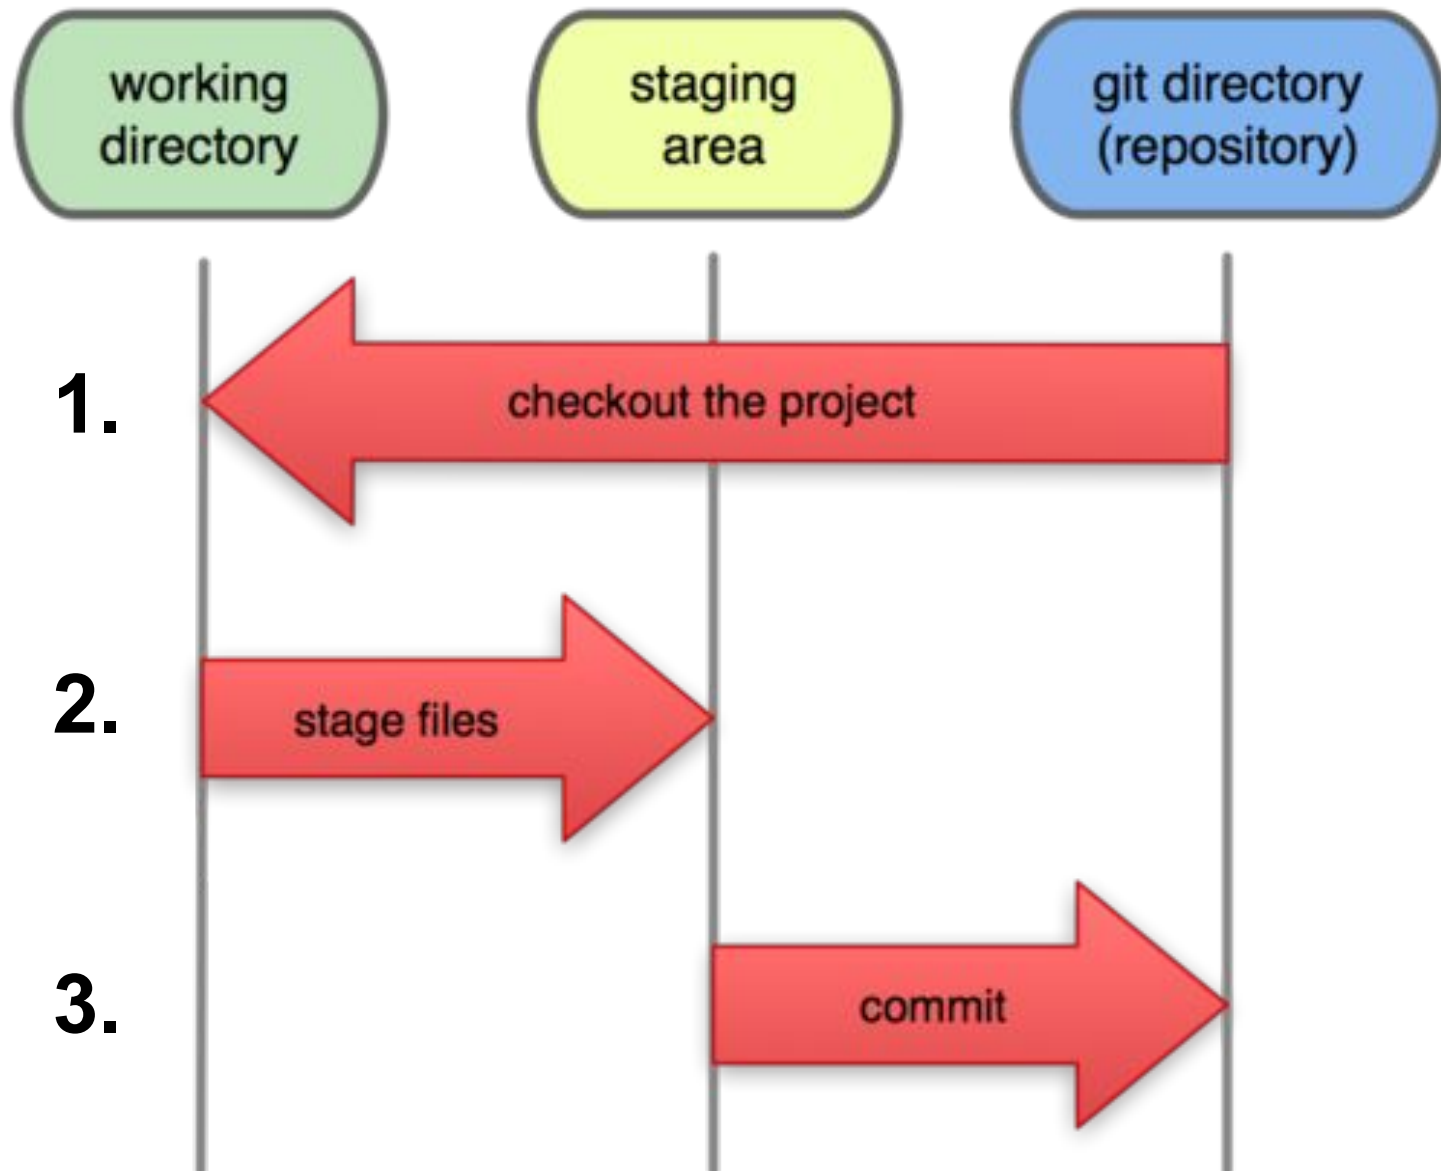 working
directory
staging
area
git directory
(repository)
1.
checkout the project
2.
stage files
3.
commit